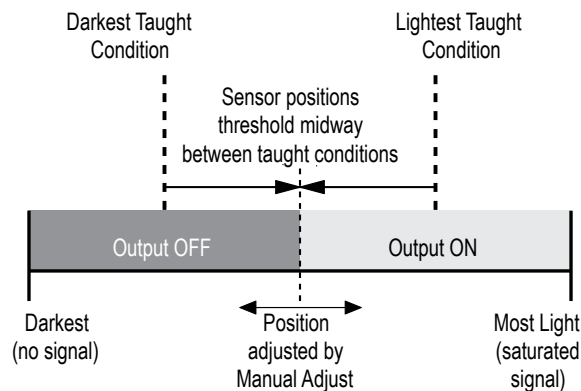 Darkest Taught
Condition
Lightest Taught
Condition
Sensor positions
threshold midway
between taught conditions
Output OFF
Output ON
Darkest
(no signal)
Position
adjusted by
Manual Adjust
Most Light
(saturated
signal)